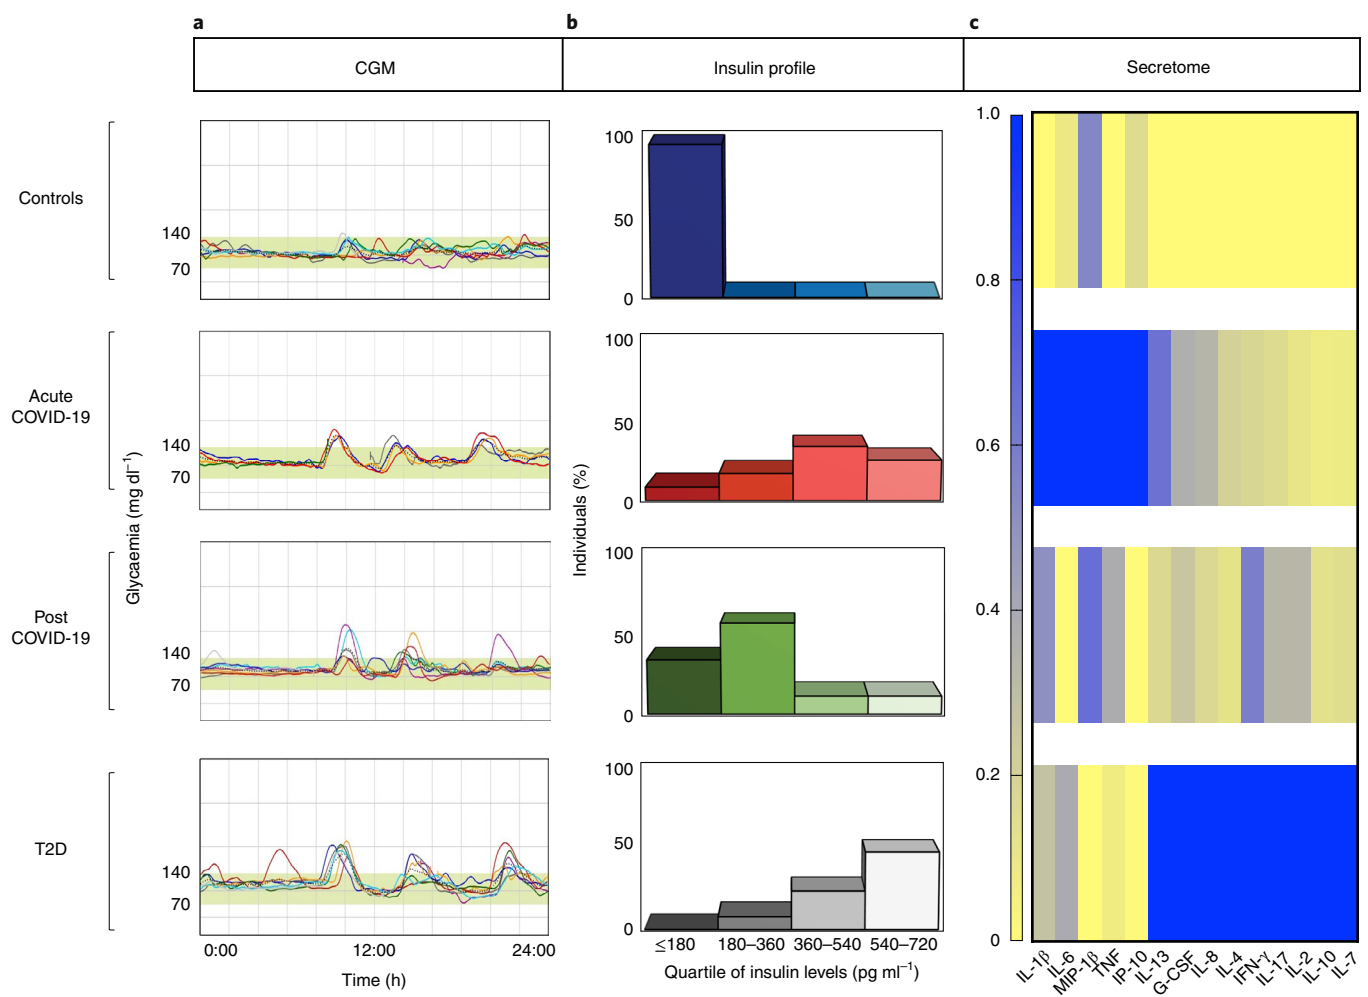 a
b
c
CGM
Insulin profile
Secretome
Controls
Acute
COVID-19
Post
COVID-19
T2D
Glycaemia (mg dl⁻¹)
140
70
140
70
140
70
140
70
0:00
12:00
24:00
Time (h)
Individuals (%)
100
50
0
100
50
0
100
50
0
100
50
0
≤180
180–360
360–540
540–720
Quartile of insulin levels (pg ml⁻¹)
1.0
0.8
0.6
0.4
0.2
0
IL-1β
IL-6
MIP-1β
TNF
IP-10
IL-13
G-CSF
IL-8
IL-4
IFN-γ
IL-17
IL-2
IL-10
IL-7